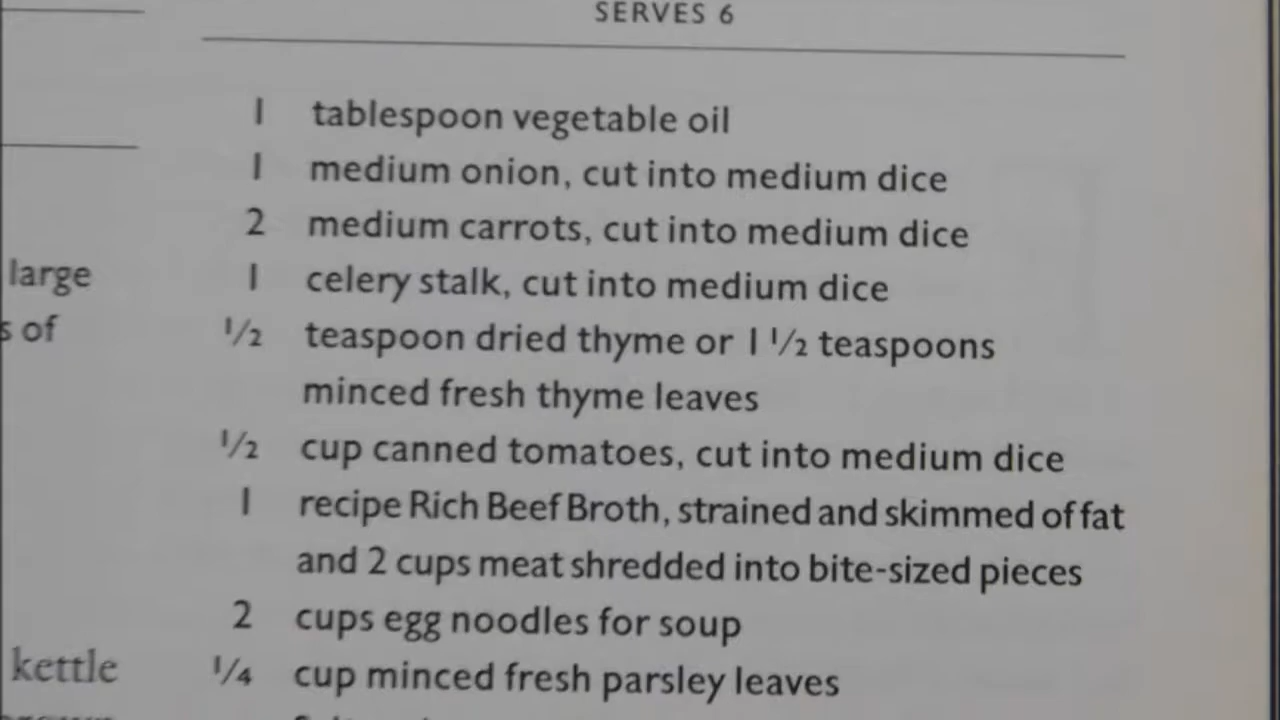 SERVES 6
1 tablespoon vegetable oil
1 medium onion, cut into medium dice
2 medium carrots, cut into medium dice
1 celery stalk, cut into medium dice
1/2 teaspoon dried thyme or 1 1/2 teaspoons
minced fresh thyme leaves
1/2 cup canned tomatoes, cut into medium dice
1 recipe Rich Beef Broth, strained and skimmed of fat
and 2 cups meat shredded into bite-sized pieces
2 cups egg noodles for soup
1/4 cup minced fresh parsley leaves
large
s of
kettle